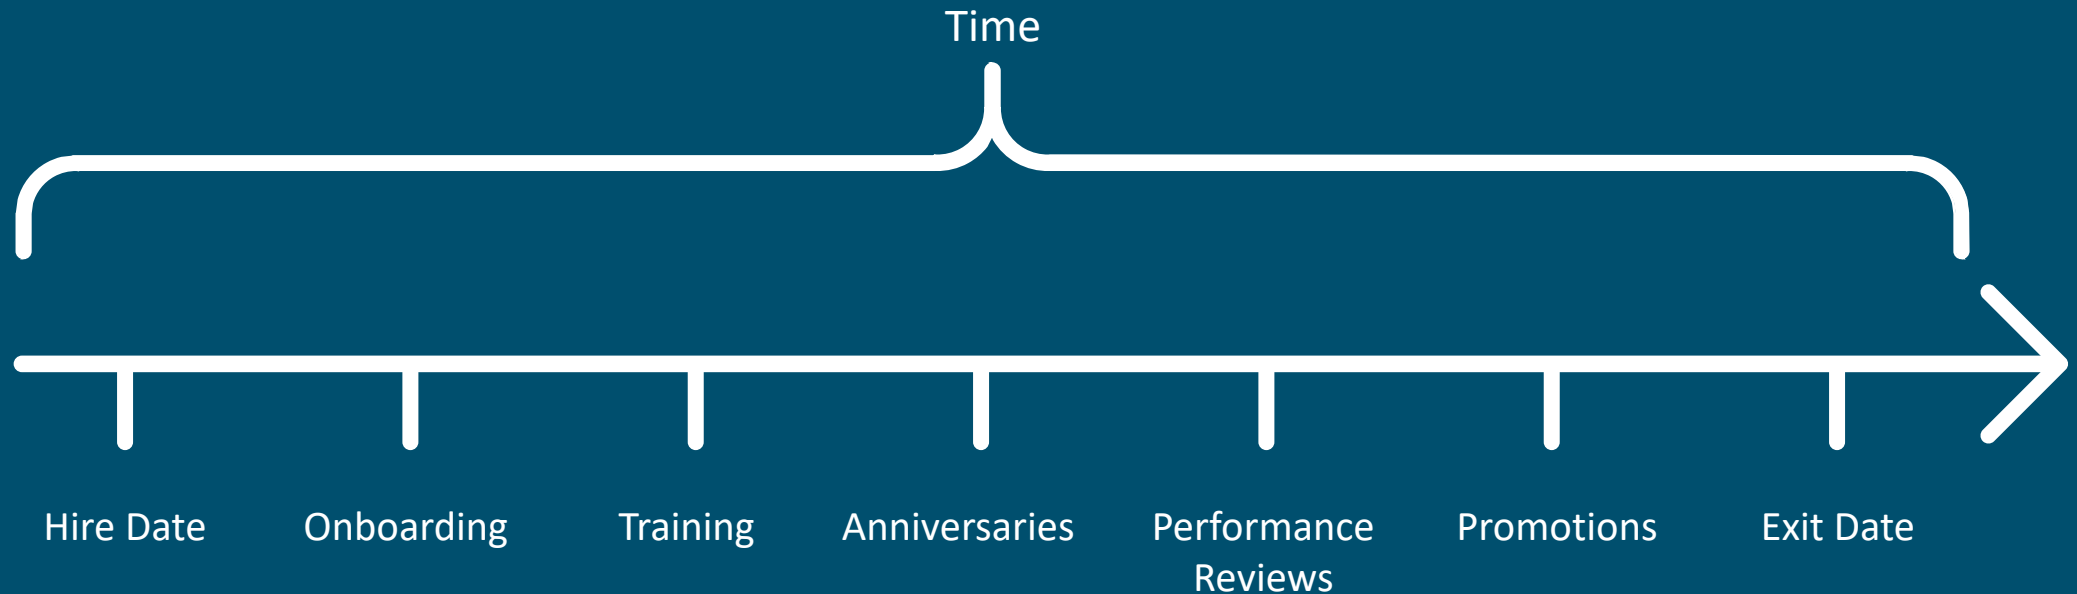 Time
Hire Date
Onboarding
Training
Anniversaries
Performance
Reviews
Promotions
Exit Date